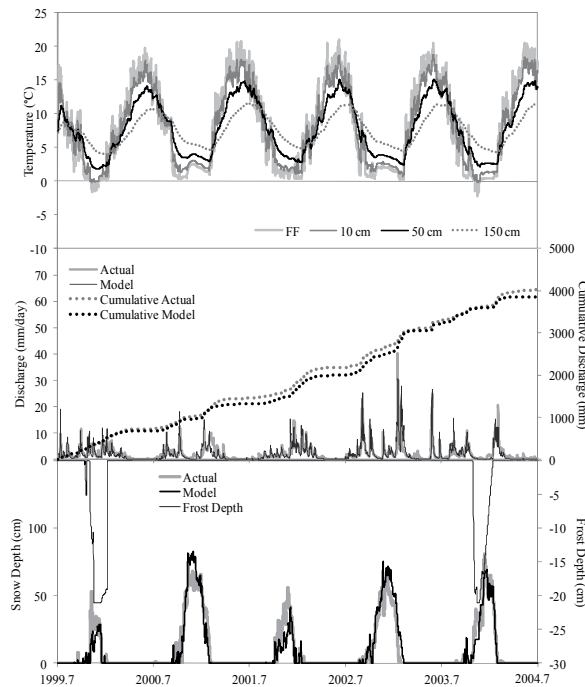 25
20
15
10
5
0
-5
-10
Temperature (°C)
FF 10 cm 50 cm 150 cm
70
60
50
40
30
20
10
0
Discharge (mm/day)
Actual
Model
Cumulative Actual
Cumulative Model
5000
4000
3000
2000
1000
0
Cumulative Discharge (mm)
100
50
0
Snow Depth (cm)
Actual
Model
Frost Depth
-5
-10
-15
-20
-25
-30
Frost Depth (cm)
1999.7 2000.7 2001.7 2002.7 2003.7 2004.7